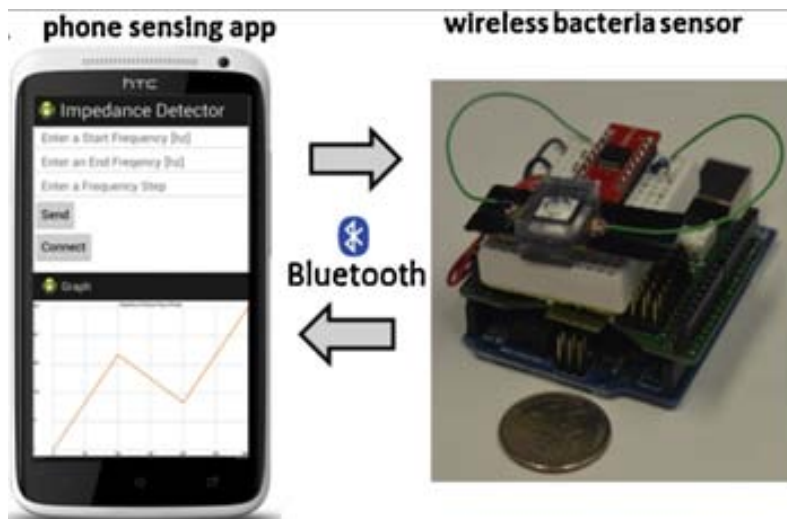 phone sensing app
wireless bacteria sensor
htc
Impedance Detector
Enter a Start Frequency [hz]
Enter an End Freqency [hz]
Enter a Frequency Step
Send
Connect
Bluetooth
Graph